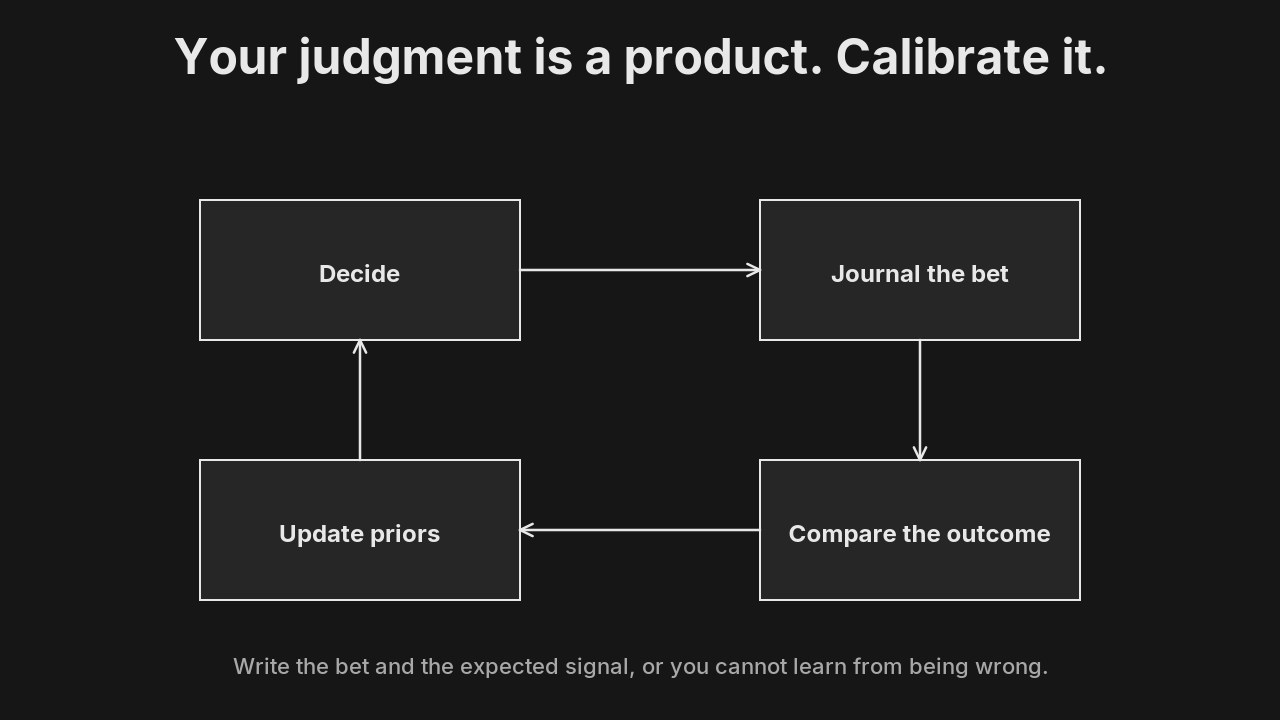 Your judgment is a product. Calibrate it.
Decide
Journal the bet
Update priors
Compare the outcome
Write the bet and the expected signal, or you cannot learn from being wrong.